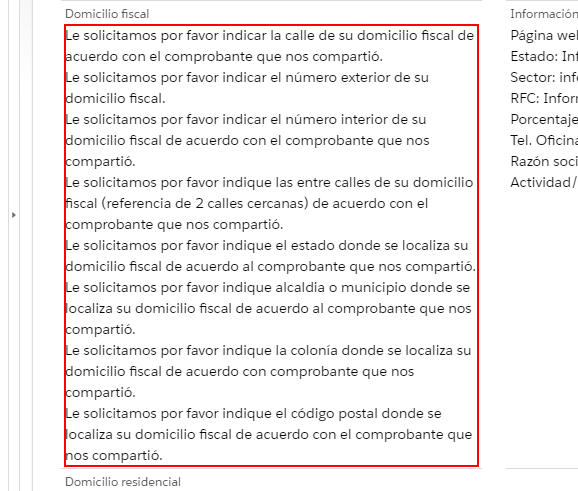 Domicilio fiscal
Le solicitamos por favor indicar la calle de su domicilio fiscal de
acuerdo con el comprobante que nos compartió.
Le solicitamos por favor indicar el número exterior de su
domicilio fiscal.
Le solicitamos por favor indicar el número interior de su
domicilio fiscal de acuerdo con el comprobante que nos
compartió.
Le solicitamos por favor indique las entre calles de su domicilio
fiscal (referencia de 2 calles cercanas) de acuerdo con el
comprobante que nos compartió.
Le solicitamos por favor indique el estado donde se localiza su
domicilio fiscal de acuerdo al comprobante que nos compartió.
Le solicitamos por favor indique alcaldia o municipio donde se
localiza su domicilio fiscal de acuerdo al comprobante que nos
compartió.
Le solicitamos por favor indique la colonía donde se localiza su
domicilio fiscal de acuerdo con comprobante que nos
compartió.
Le solicitamos por favor indique el código postal donde se
localiza su domicilio fiscal de acuerdo con el comprobante que
nos compartió.
Domicilio residencial
Información
Página
Estado:
Sector:
RFC:
Porcentaje
Tel. Oficina
Razón
Actividad/